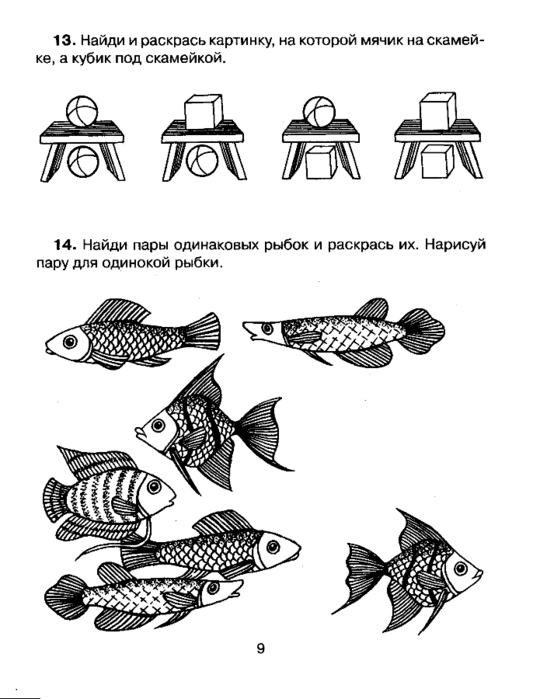 13. Найди и раскрась картинку, на которой мячик на скамей-
ке, а кубик под скамейкой.
14. Найди пары одинаковых рыбок и раскрась их. Нарисуй
пару для одинокой рыбки.
9